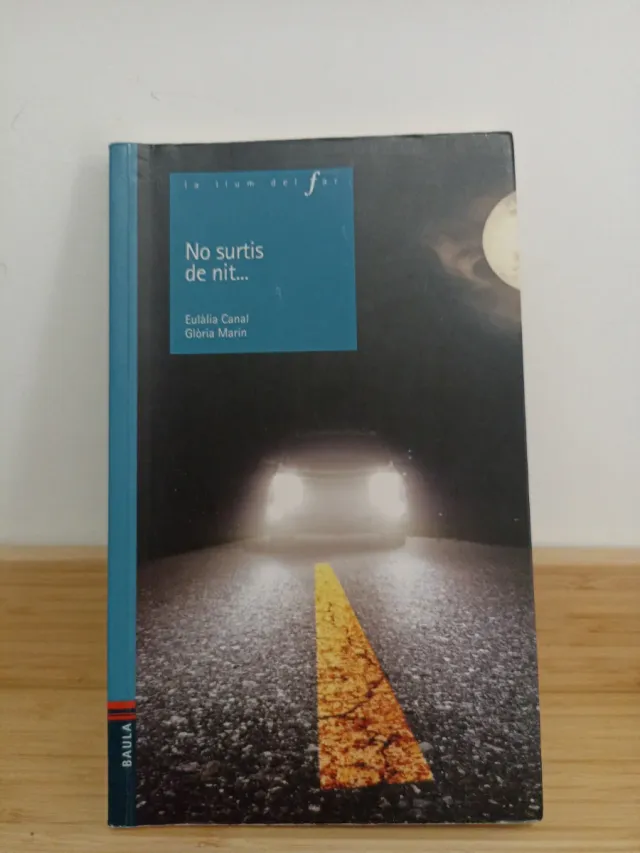 la llum del far
No surtis
de nit...
Eulàlia Canal
Glòria Marín
BAULA